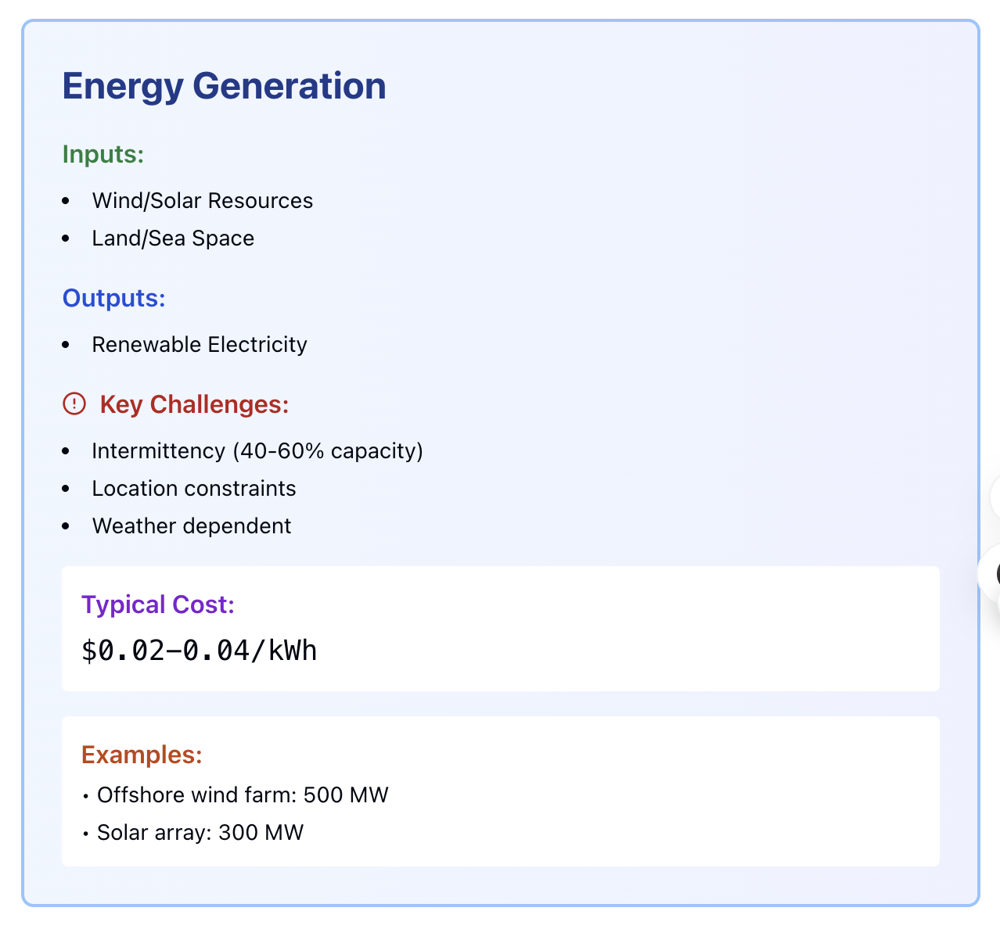 Energy Generation
Inputs:
• Wind/Solar Resources
• Land/Sea Space
Outputs:
• Renewable Electricity
Key Challenges:
• Intermittency (40-60% capacity)
• Location constraints
• Weather dependent
Typical Cost:
$0.02–0.04/kWh
Examples:
• Offshore wind farm: 500 MW
• Solar array: 300 MW